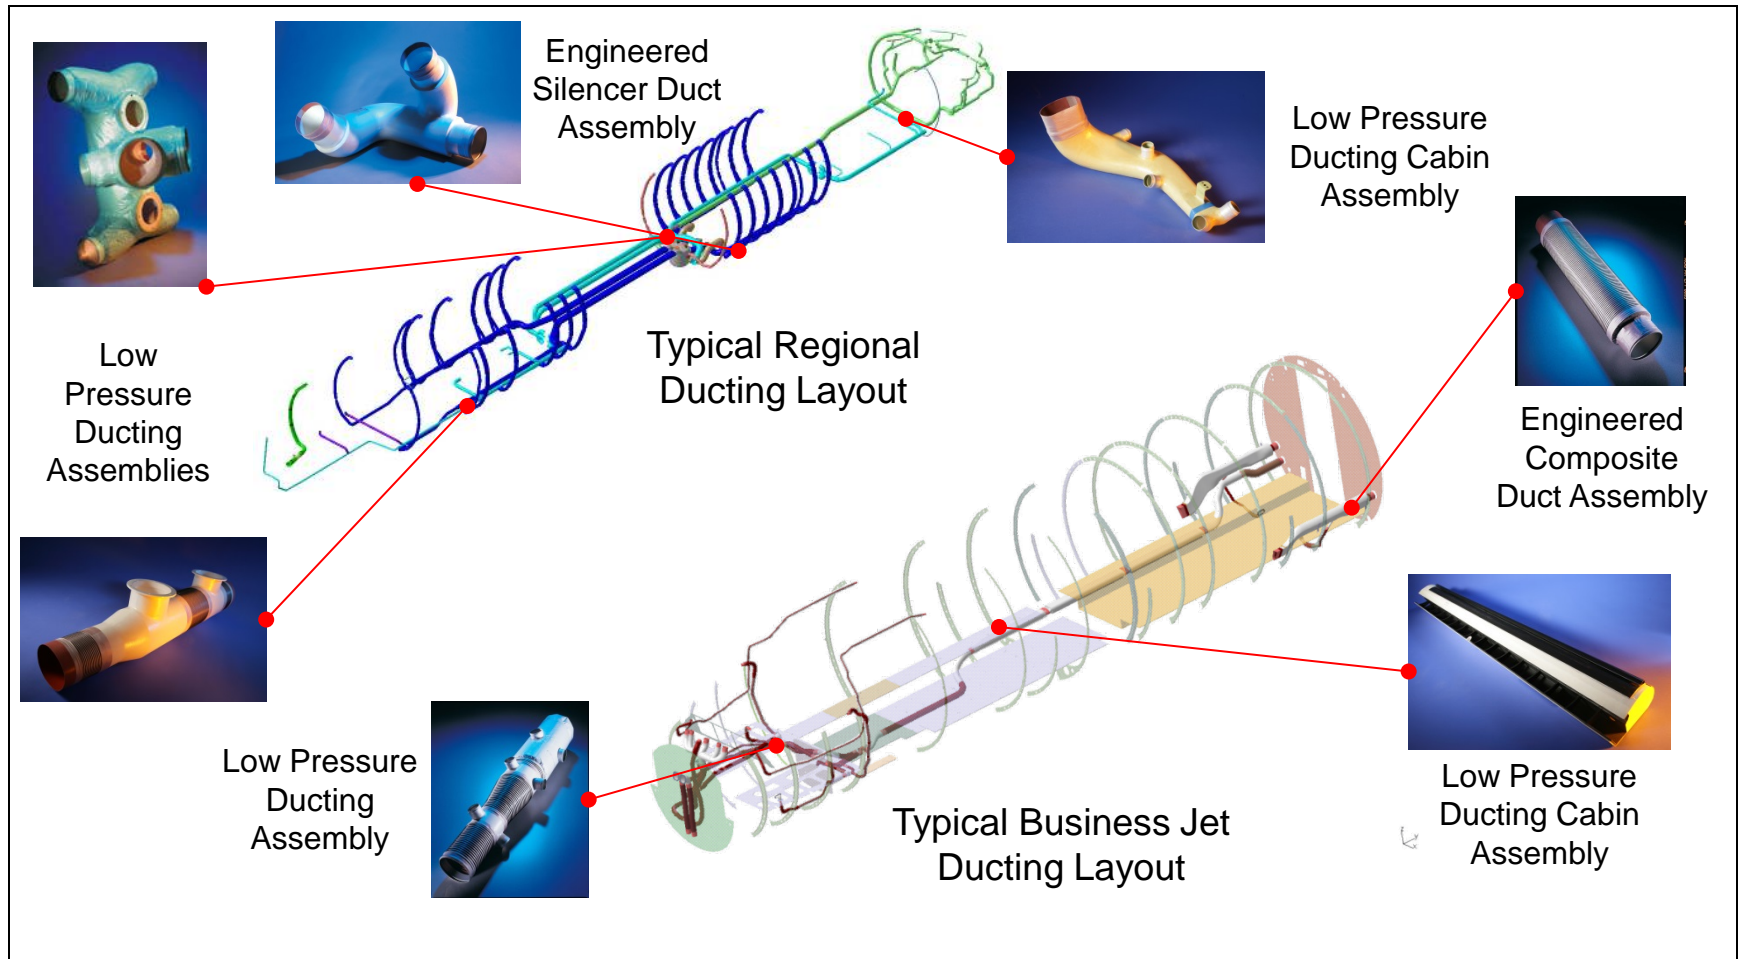 Engineered
Silencer Duct
Assembly
Low Pressure
Ducting Cabin
Assembly
Low
Pressure
Ducting
Assemblies
Typical Regional
Ducting Layout
Engineered
Composite
Duct Assembly
Low Pressure
Ducting
Assembly
Typical Business Jet
Ducting Layout
Low Pressure
Ducting Cabin
Assembly